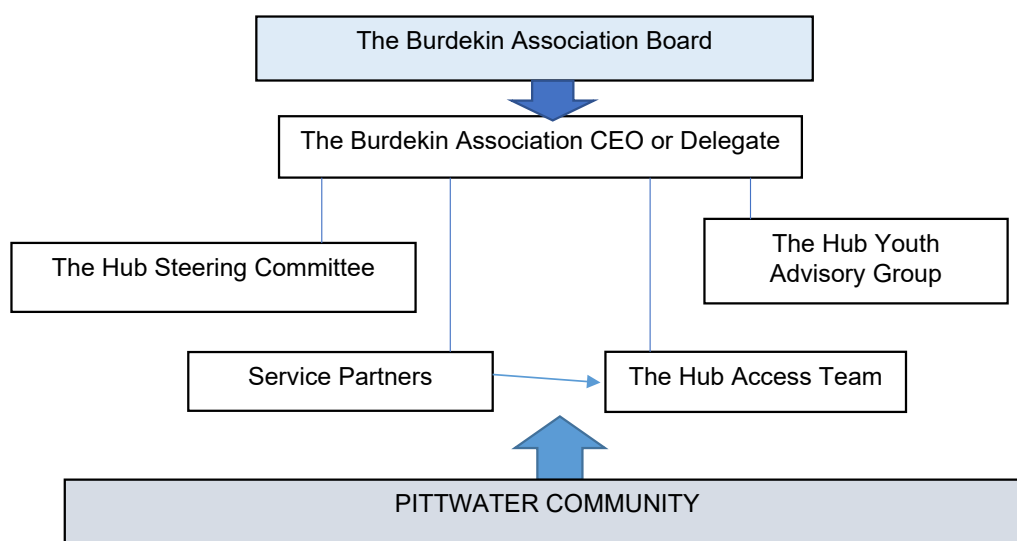 The Burdekin Association Board
The Burdekin Association CEO or Delegate
The Hub Steering Committee
The Hub Youth
Advisory Group
Service Partners
The Hub Access Team
PITTWATER COMMUNITY